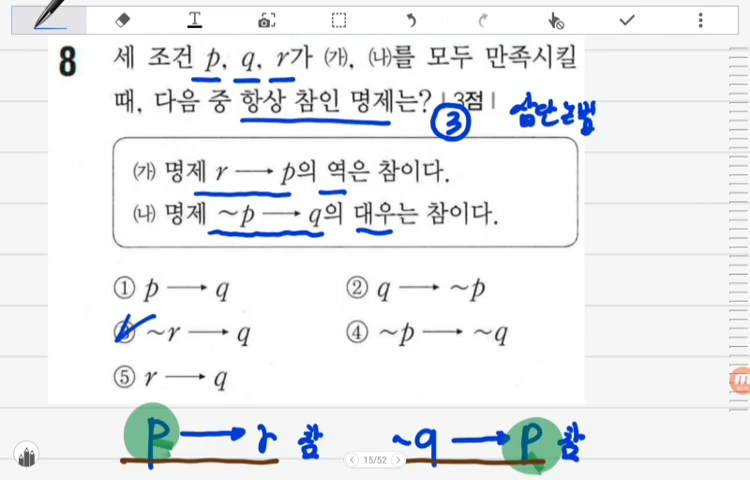 T
8 세 조건 p, q, r가 ㈎, ㈏를 모두 만족시킬
때, 다음 중 항상 참인 명제는? |3점| ③ 삼단논법
㈎ 명제 r → p의 역은 참이다.
㈏ 명제 ~p → q의 대우는 참이다.
① p → q ② q → ~p
③ ~r → q ④ ~p → ~q
⑤ r → q
p → r 참 ~q → p 참
< 15/52 >